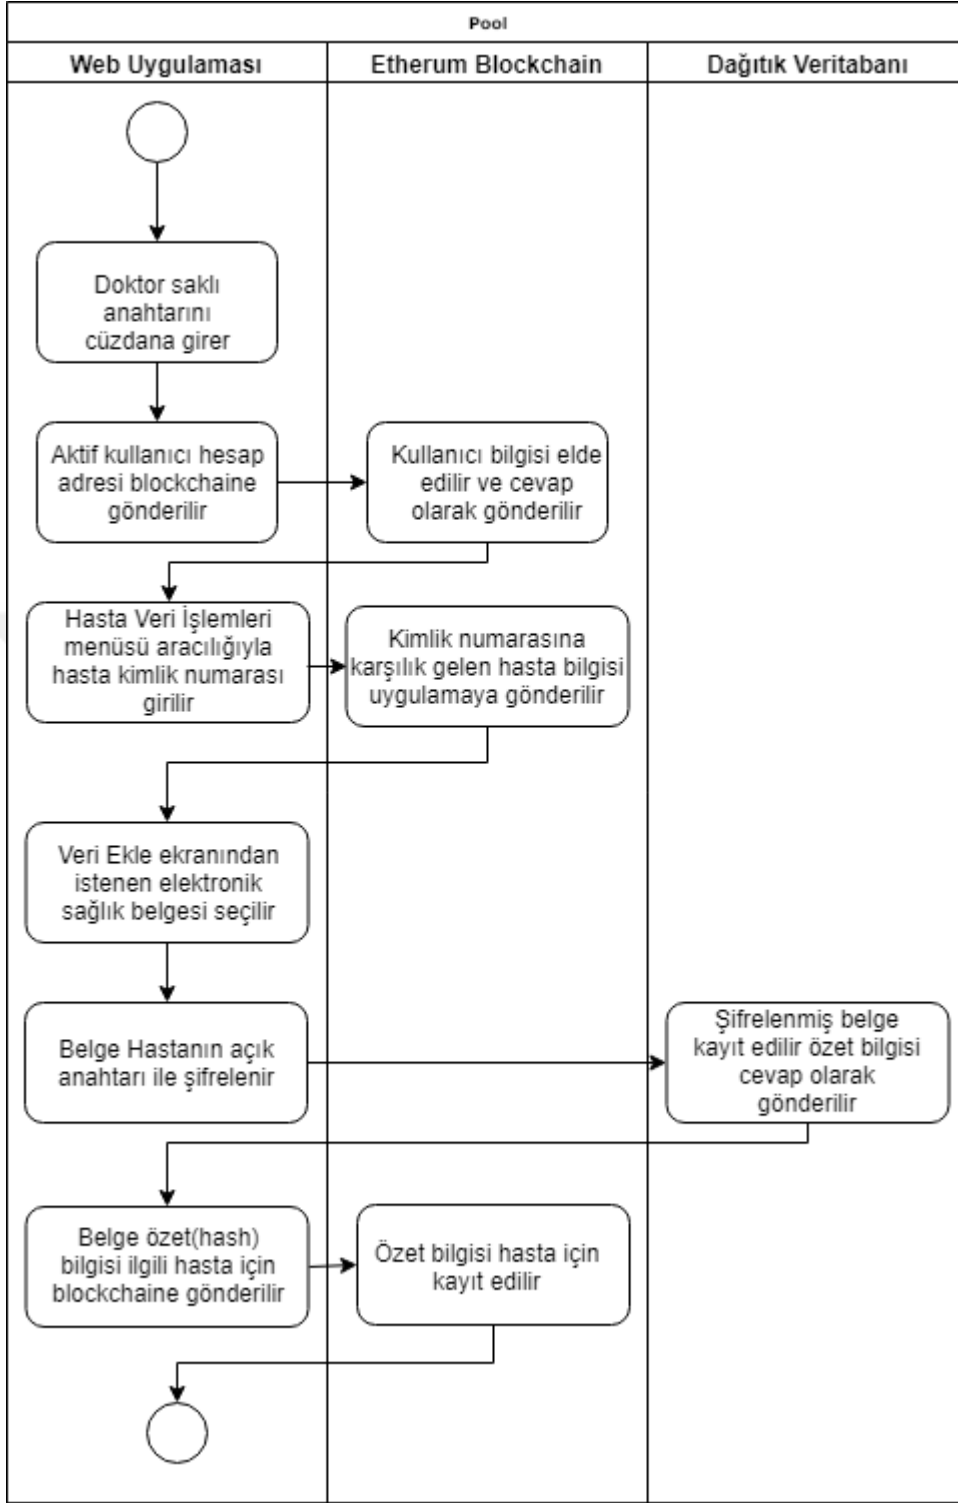 Pool
Web Uygulaması
Etherum Blockchain
Dağıtık Veritabanı
Doktor saklı
anahtarını
cüzdana girer
Aktif kullanıcı hesap
adresi blockchaine
gönderilir
Kullanıcı bilgisi elde
edilir ve cevap
olarak gönderilir
Hasta Veri İşlemleri
menüsü aracılığıyla
hasta kimlik numarası
girilir
Kimlik numarasına
karşılık gelen hasta bilgisi
uygulamaya gönderilir
Veri Ekle ekranından
istenen elektronik
sağlık belgesi seçilir
Belge Hastanın açık
anahtarı ile şifrelenir
Şifrelenmiş belge
kayıt edilir özet bilgisi
cevap olarak
gönderilir
Belge özet(hash)
bilgisi ilgili hasta için
blockchaine gönderilir
Özet bilgisi hasta için
kayıt edilir